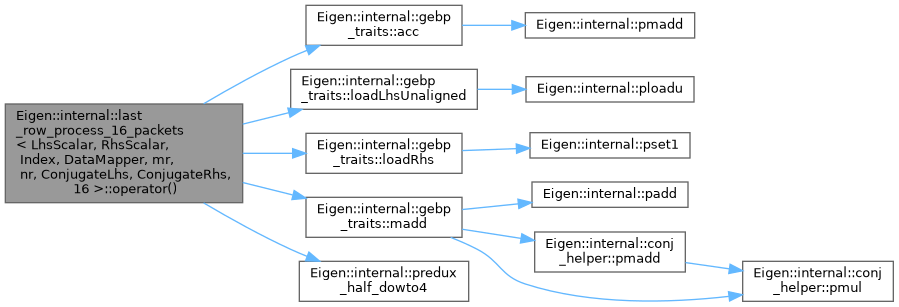 Eigen::internal::last
_row_process_16_packets
< LhsScalar, RhsScalar,
Index, DataMapper, mr,
nr, ConjugateLhs, ConjugateRhs,
16 >::operator()
Eigen::internal::gebp
_traits::acc
Eigen::internal::pmadd
Eigen::internal::gebp
_traits::loadLhsUnaligned
Eigen::internal::ploadu
Eigen::internal::gebp
_traits::loadRhs
Eigen::internal::pset1
Eigen::internal::gebp
_traits::madd
Eigen::internal::padd
Eigen::internal::conj
_helper::pmadd
Eigen::internal::conj
_helper::pmul
Eigen::internal::predux
_half_dowto4